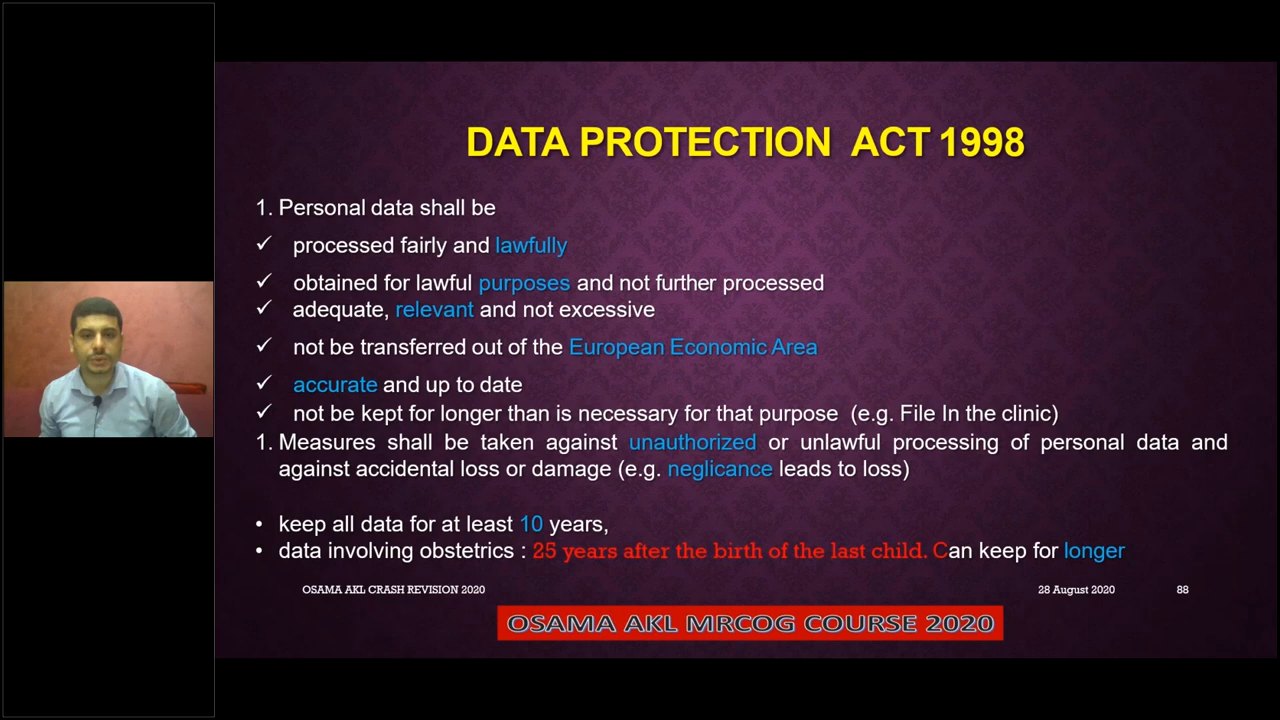 DATA PROTECTION ACT 1998
1. Personal data shall be
✓ processed fairly and lawfully
✓ obtained for lawful purposes and not further processed
✓ adequate, relevant and not excessive
✓ not be transferred out of the European Economic Area
✓ accurate and up to date
✓ not be kept for longer than is necessary for that purpose (e.g. File In the clinic)
1. Measures shall be taken against unauthorized or unlawful processing of personal data and
against accidental loss or damage (e.g. neglicance leads to loss)
• keep all data for at least 10 years,
• data involving obstetrics : 25 years after the birth of the last child. Can keep for longer
OSAMA AKL CRASH REVISION 2020 28 August 2020 88
OSAMA AKL MRCOG COURSE 2020